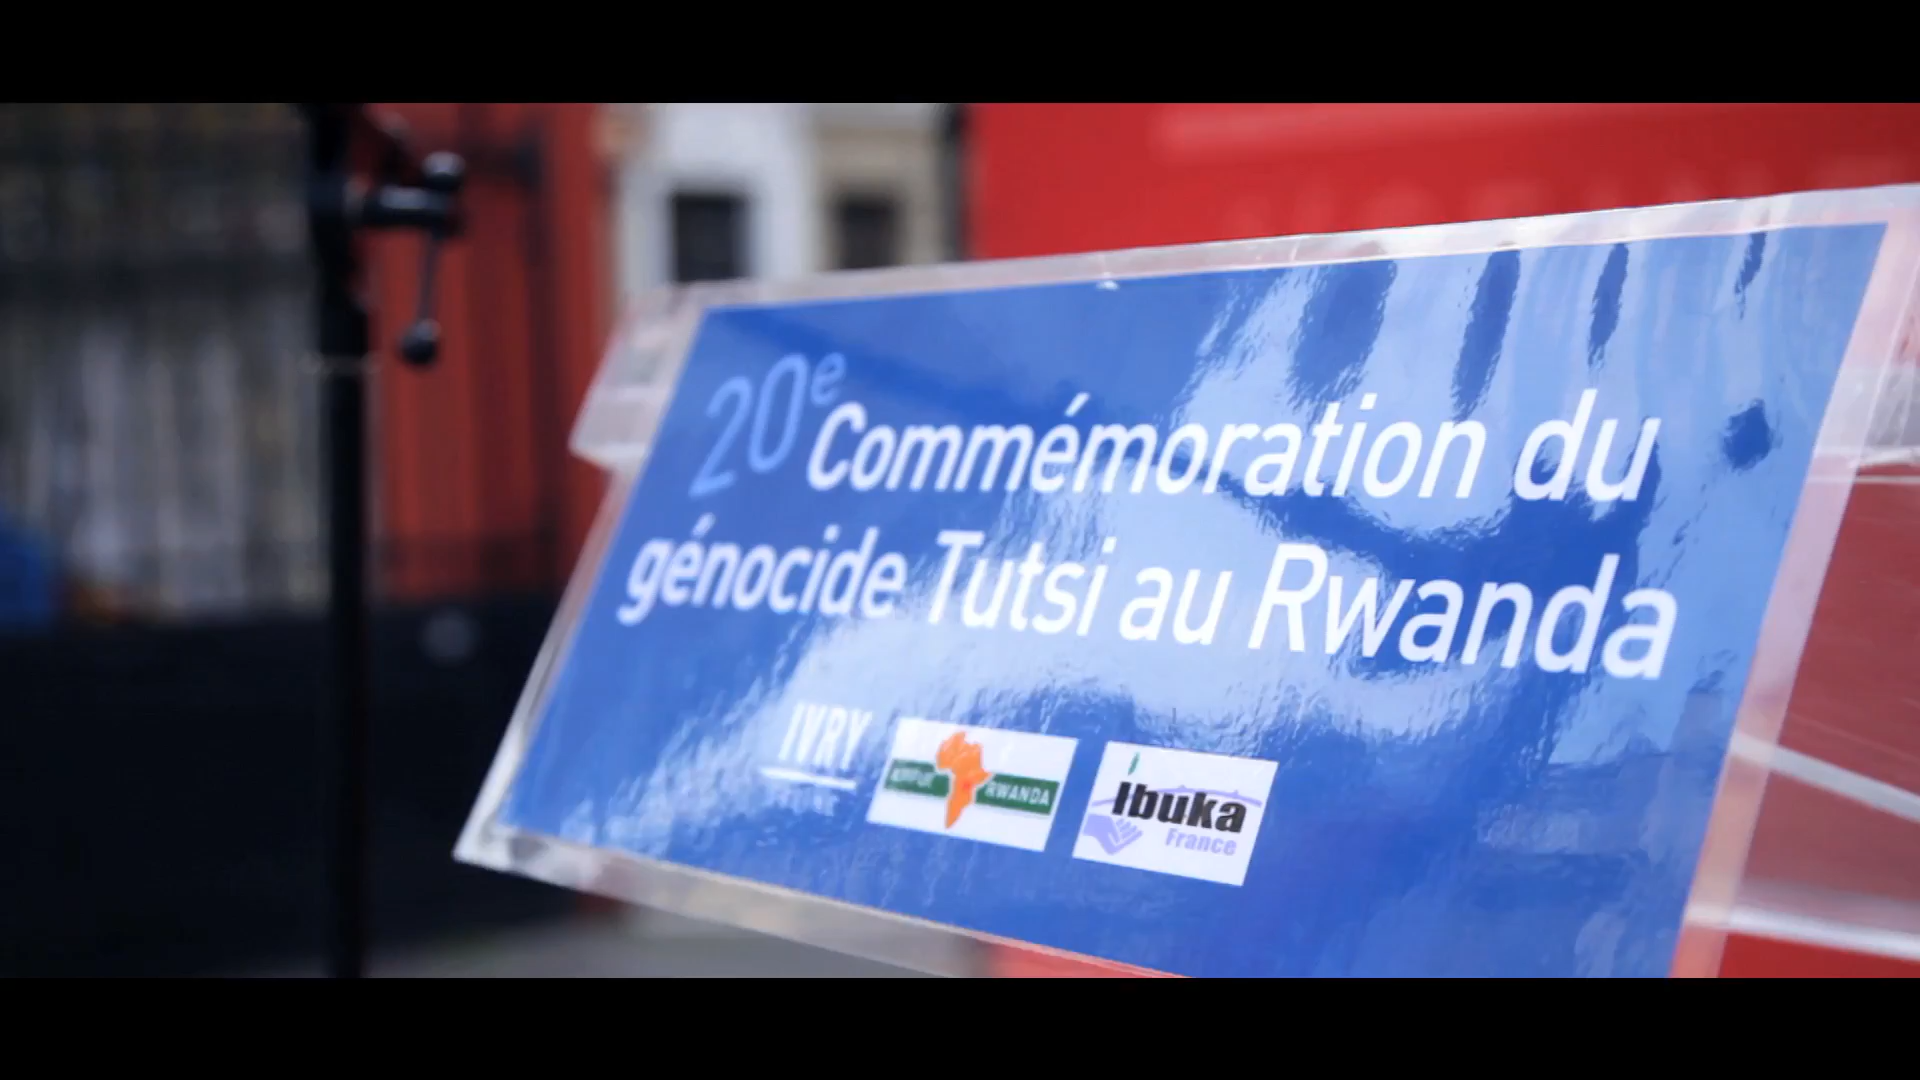 20e Commémoration du
génocide Tutsi au Rwanda
IVRY
RWANDA
Ibuka
France